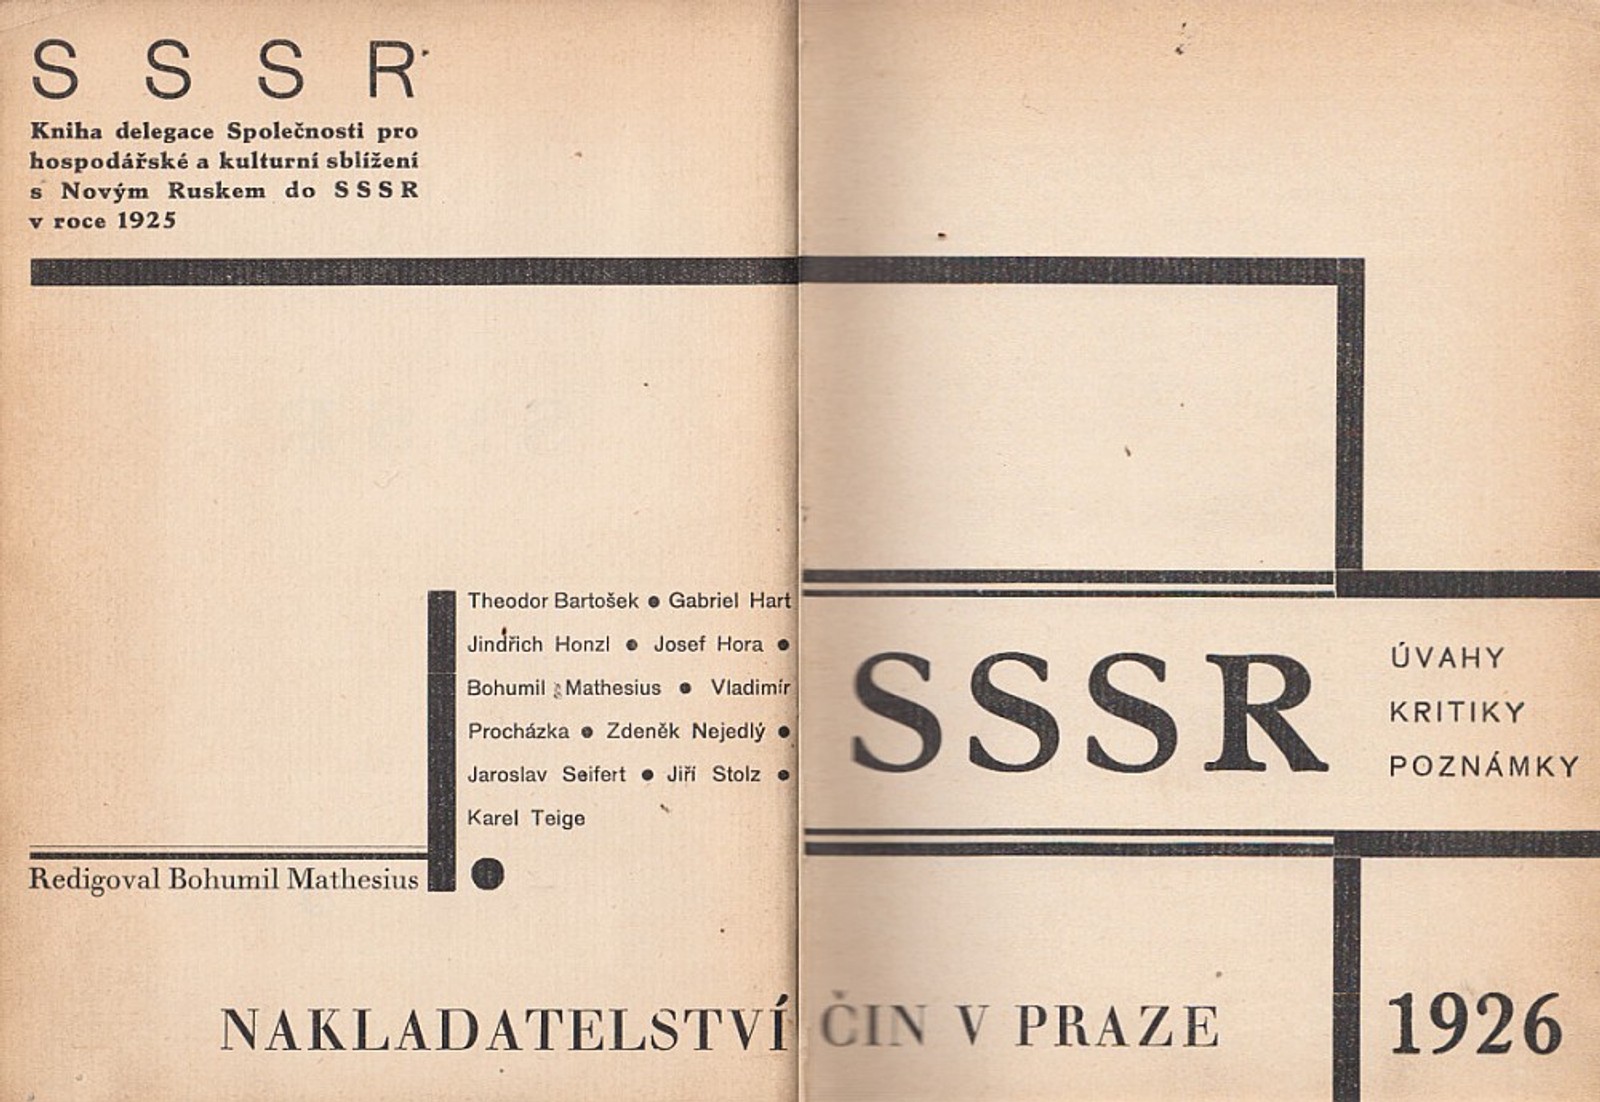 SSSR
Kniha delegace Společnosti pro
hospodářské a kulturní sblížení
s Novým Ruskem do SSSR
v roce 1925
Theodor Bartošek ● Gabriel Hart
Jindřich Honzl ● Josef Hora ●
Bohumil Mathesius ● Vladimír
Procházka ● Zdeněk Nejedlý ●
Jaroslav Seifert ● Jiří Stolz ●
Karel Teige
Redigoval Bohumil Mathesius
SSSR
ÚVAHY
KRITIKY
POZNÁMKY
NAKLADATELSTVÍ ČIN V PRAZE
1926